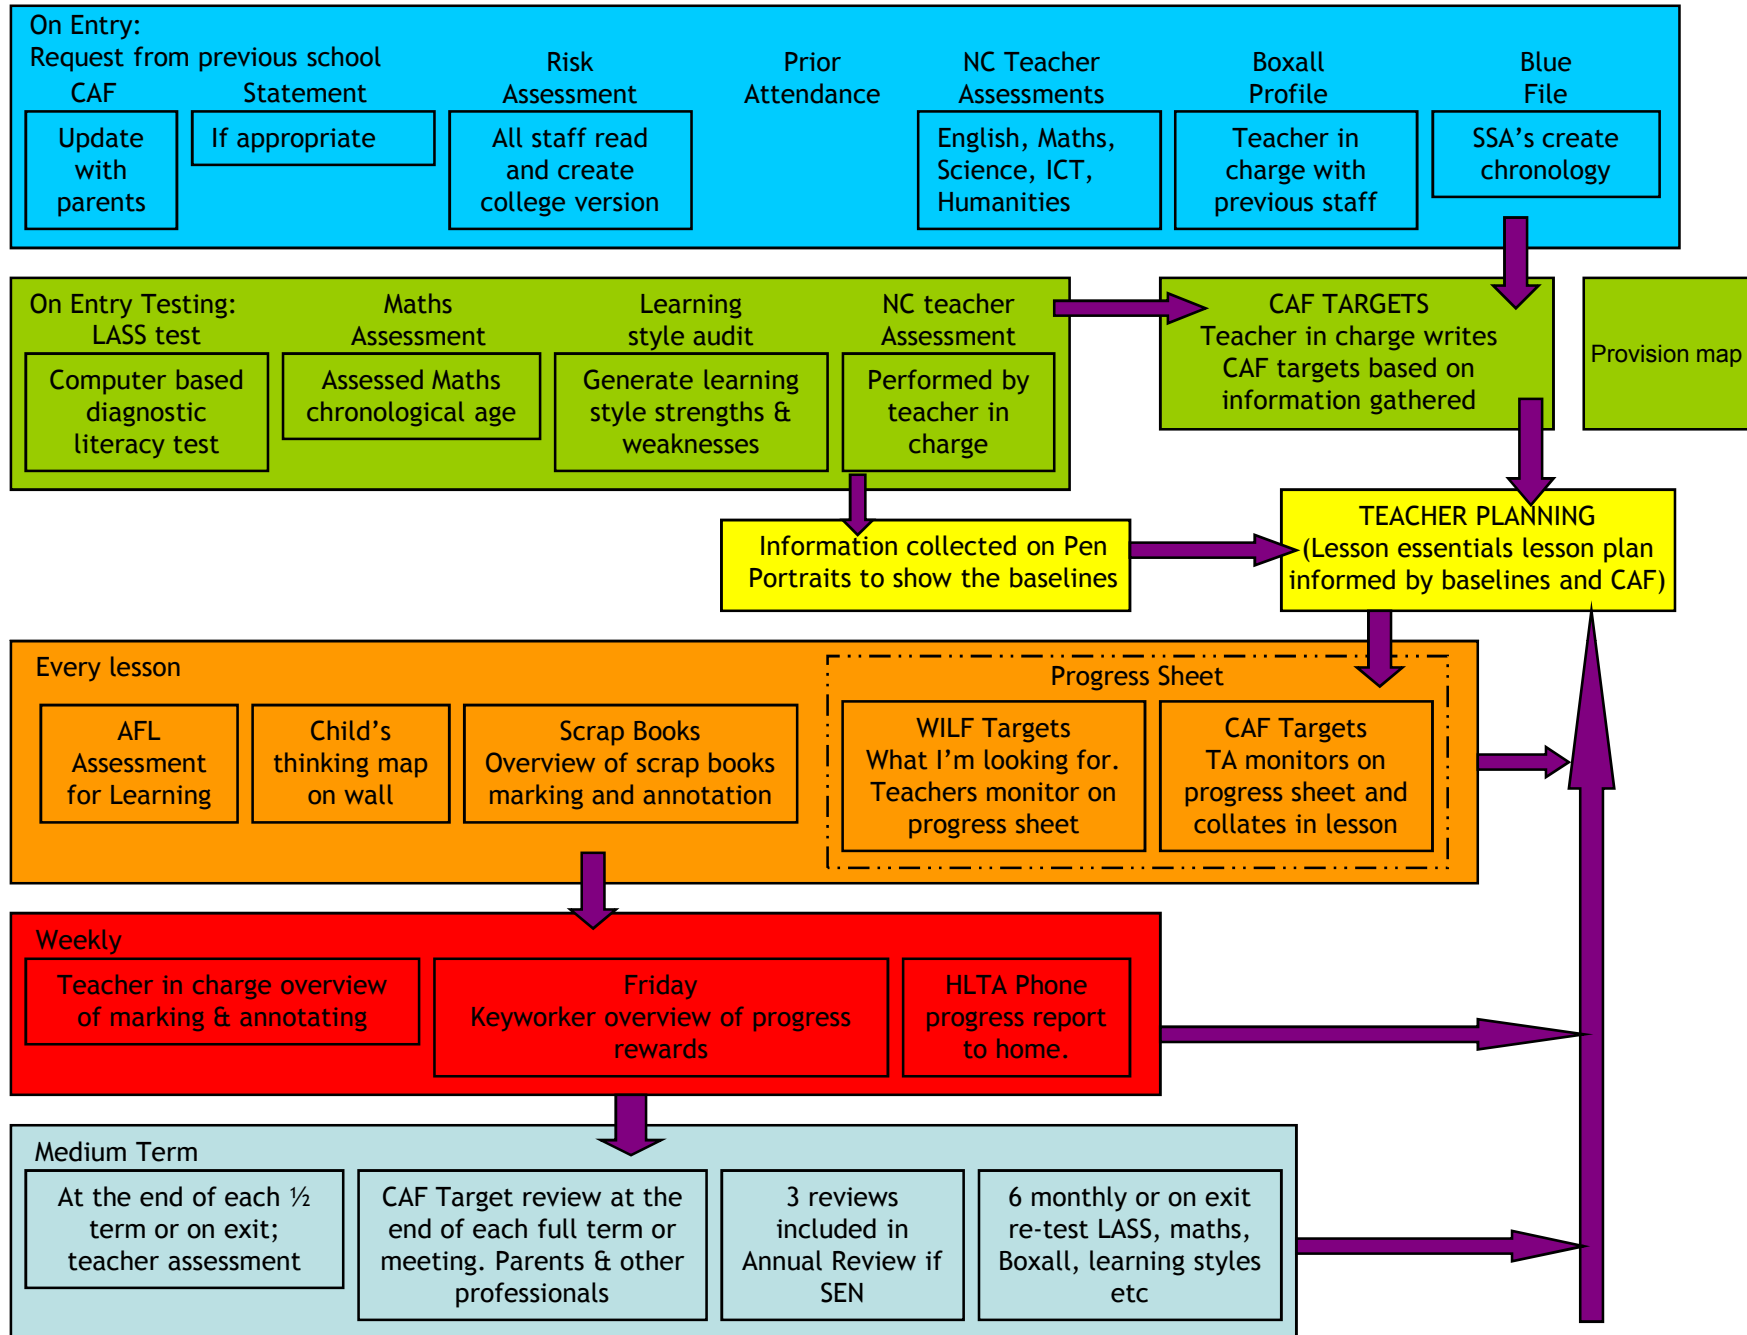 On Entry:
Request from previous school
CAF
Update
with
parents
Statement
If appropriate
Risk
Assessment
All staff read
and create
college version
Prior
Attendance
NC Teacher
Assessments
English, Maths,
Science, ICT,
Humanities
Boxall
Profile
Teacher in
charge with
previous staff
Blue
File
SSA's create
chronology
On Entry Testing:
LASS test
Computer based
diagnostic
literacy test
Maths
Assessment
Assessed Maths
chronological age
Learning
style audit
Generate learning
style strengths &
weaknesses
NC teacher
Assessment
Performed by
teacher in
charge
CAF TARGETS
Teacher in charge writes
CAF targets based on
information gathered
Provision map
Information collected on Pen
Portraits to show the baselines
TEACHER PLANNING
(Lesson essentials lesson plan
informed by baselines and CAF)
Every lesson
AFL
Assessment
for Learning
Child's
thinking map
on wall
Scrap Books
Overview of scrap books
marking and annotation
Progress Sheet
WILF Targets
What I'm looking for.
Teachers monitor on
progress sheet
CAF Targets
TA monitors on
progress sheet and
collates in lesson
Weekly
Teacher in charge overview
of marking & annotating
Friday
Keyworker overview of progress
rewards
HLTA Phone
progress report
to home.
Medium Term
At the end of each ½
term or on exit;
teacher assessment
CAF Target review at the
end of each full term or
meeting. Parents & other
professionals
3 reviews
included in
Annual Review if
SEN
6 monthly or on exit
re-test LASS, maths,
Boxall, learning styles
etc